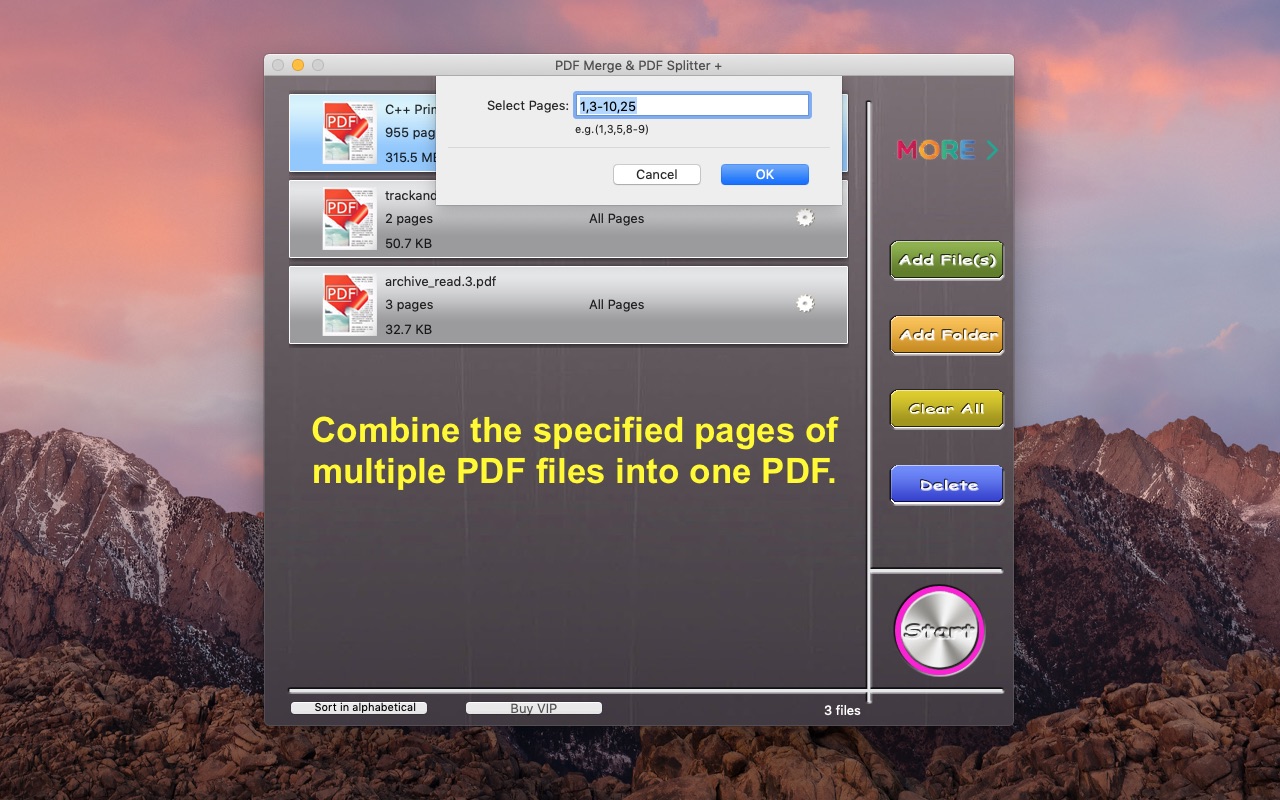 PDF Merge & PDF Splitter +
Select Pages: 1,3-10,25
e.g.(1,3,5,8-9)
Cancel
OK
PDF
C++ Prin
955 pag
315.5 MB
PDF
trackand
2 pages
All Pages
50.7 KB
PDF
archive_read.3.pdf
3 pages
All Pages
32.7 KB
MORE >
Add File(s)
Add Folder
Clear All
Delete
Combine the specified pages of
multiple PDF files into one PDF.
Start
Sort in alphabetical
Buy VIP
3 files